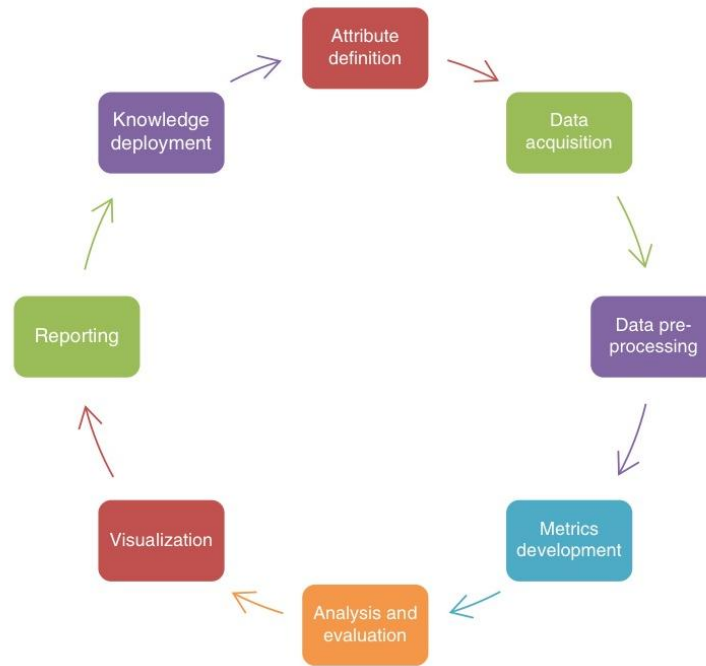 Attribute
definition
Data
acquisition
Data pre-
processing
Metrics
development
Analysis and
evaluation
Visualization
Reporting
Knowledge
deployment